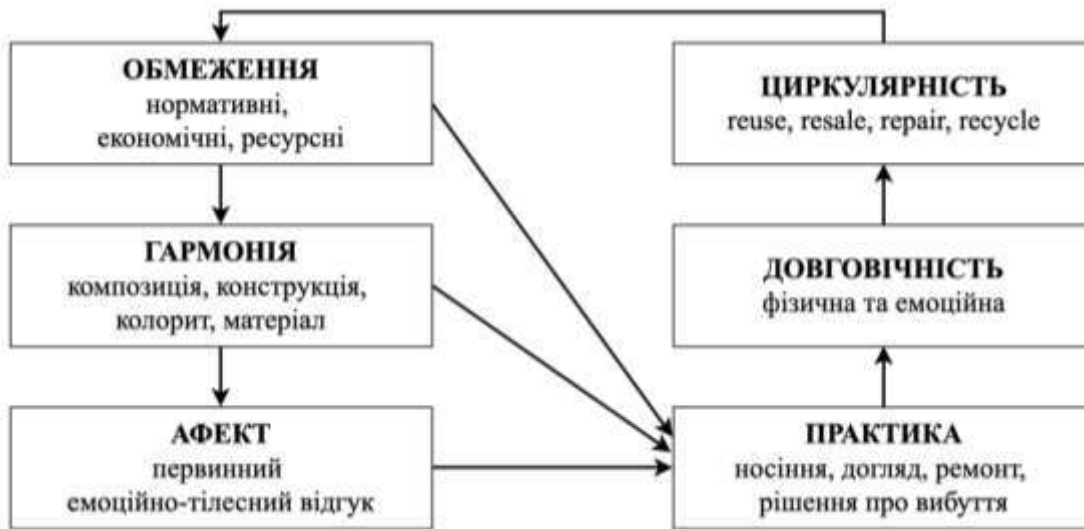 ОБМЕЖЕННЯ
нормативні,
економічні, ресурсні
ГАРМОНІЯ
композиція, конструкція,
колорит, матеріал
АФЕКТ
первинний
емоційно-тілесний відгук
ЦИРКУЛЯРНІСТЬ
reuse, resale, repair, recycle
ДОВГОВІЧНІСТЬ
фізична та емоційна
ПРАКТИКА
носіння, догляд, ремонт,
рішення про вибуття